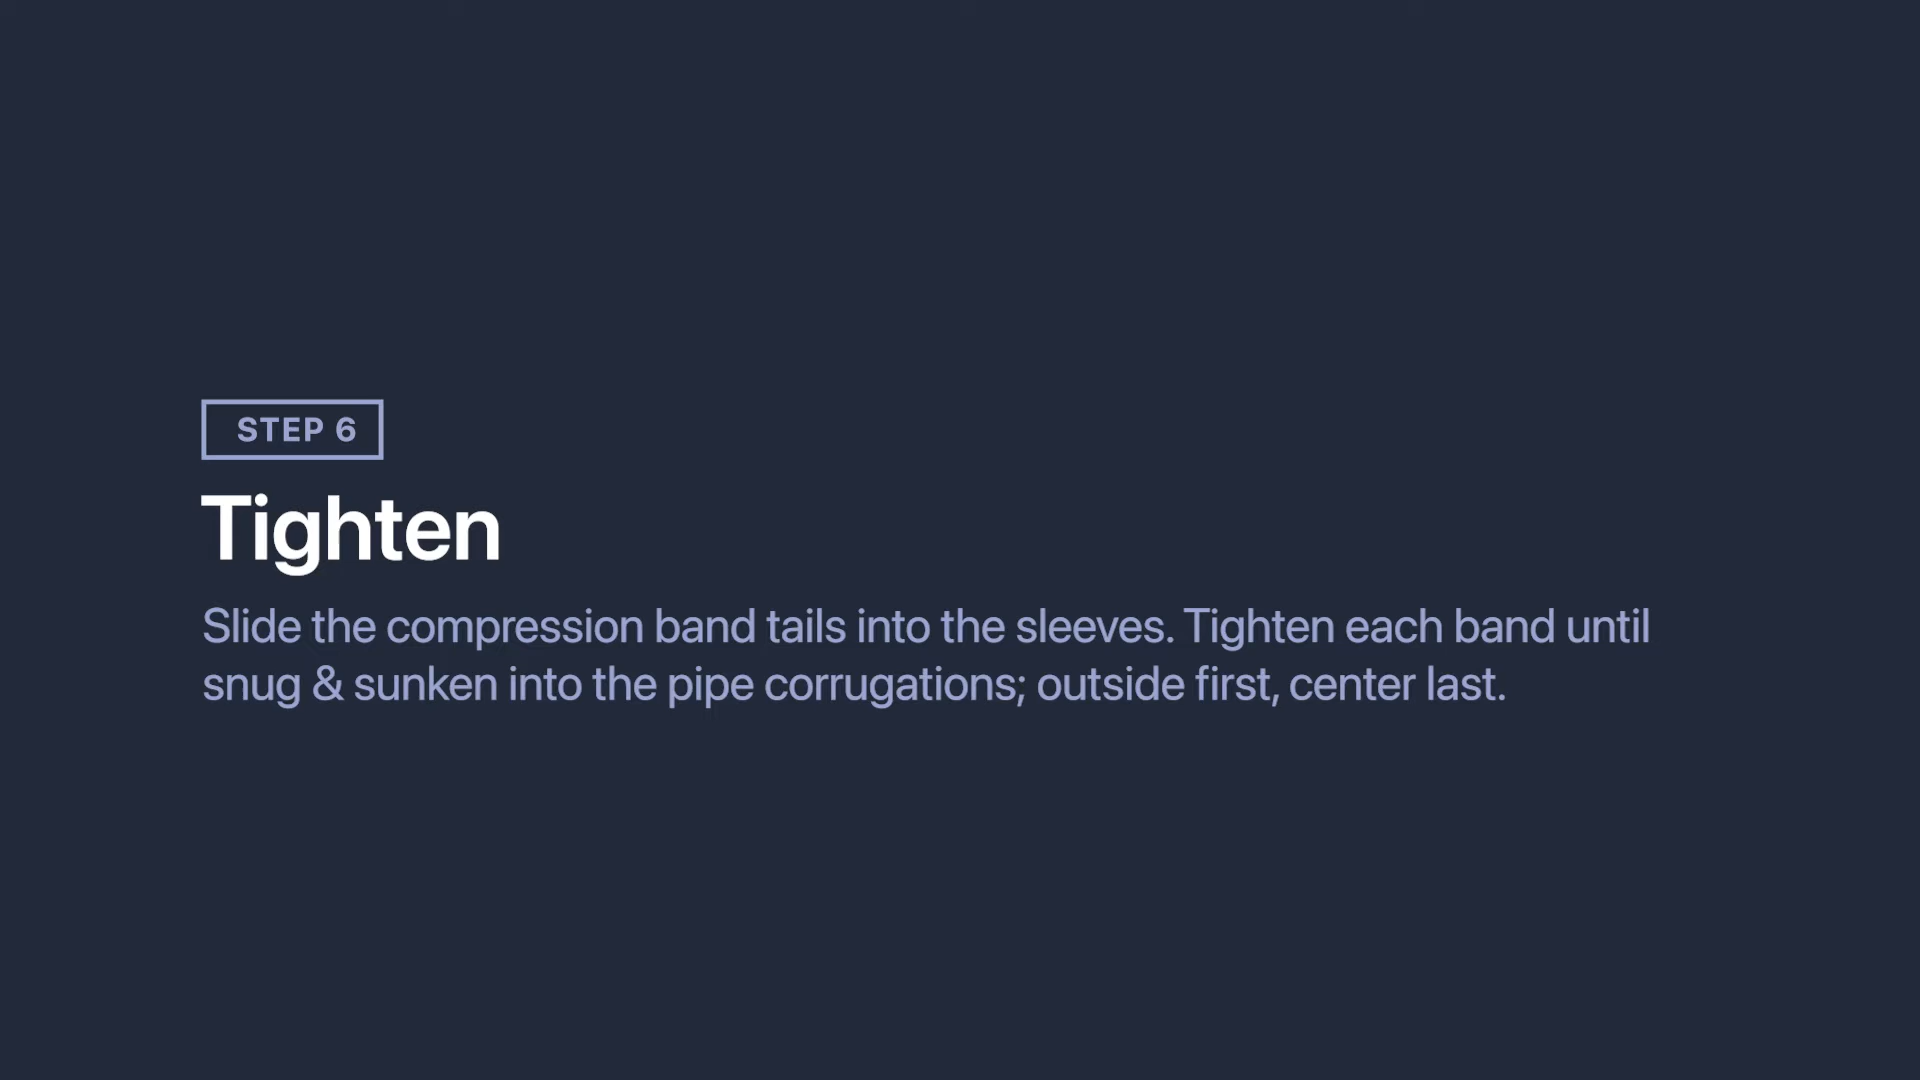 STEP 6
Tighten
Slide the compression band tails into the sleeves. Tighten each band until
snug & sunken into the pipe corrugations; outside first, center last.